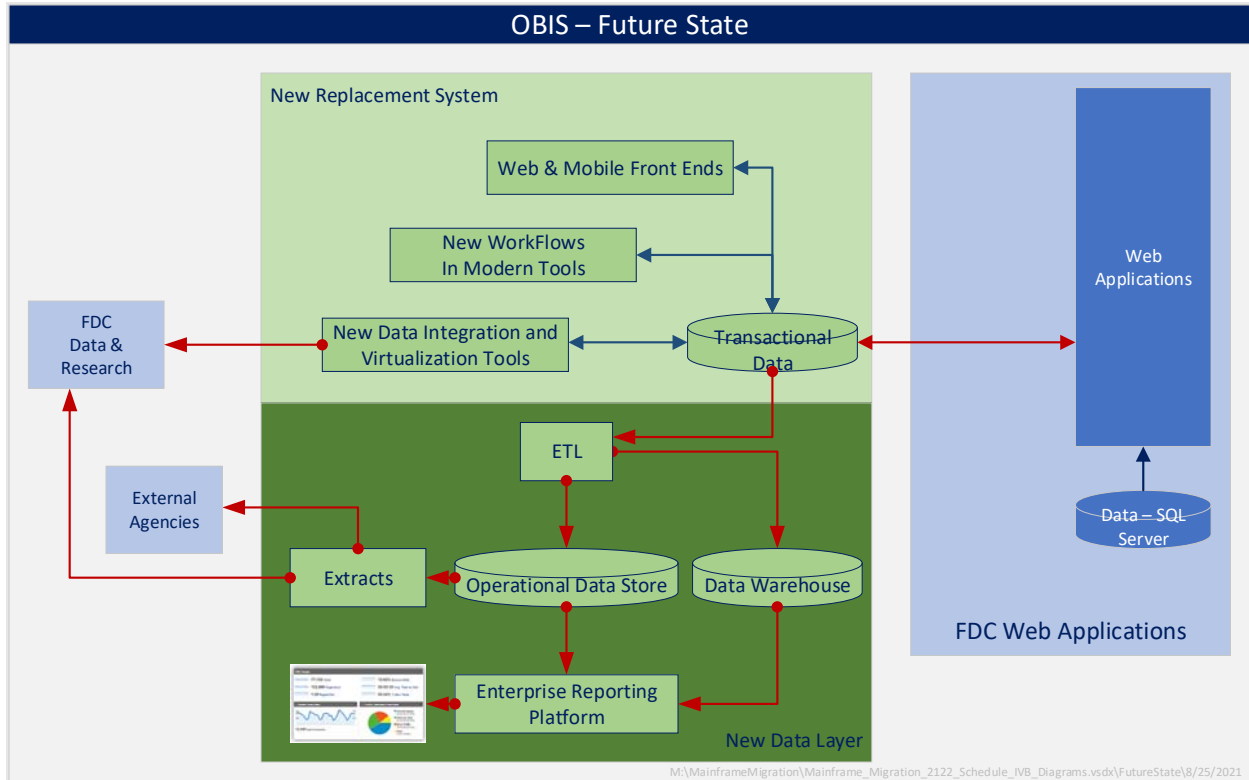 OBIS – Future State
New Replacement System
Web & Mobile Front Ends
New WorkFlows
In Modern Tools
New Data Integration and
Virtualization Tools
Transactional
Data
FDC
Data &
Research
Web
Applications
ETL
External
Agencies
Data – SQL
Server
Extracts
Operational Data Store
Data Warehouse
FDC Web Applications
Enterprise Reporting
Platform
New Data Layer
M:\MainframeMigration\Mainframe_Migration_2122_Schedule_IVB_Diagrams.vsdx\FutureState\8/25/2021